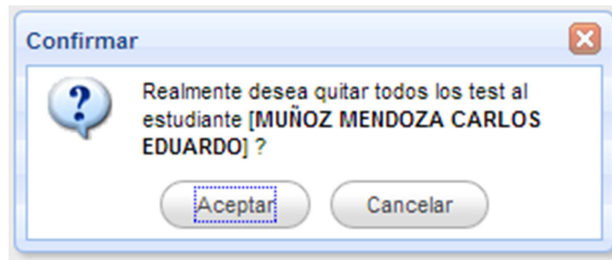 Confirmar
Realmente desea quitar todos los test al
estudiante [MUÑOZ MENDOZA CARLOS
EDUARDO] ?
Aceptar Cancelar